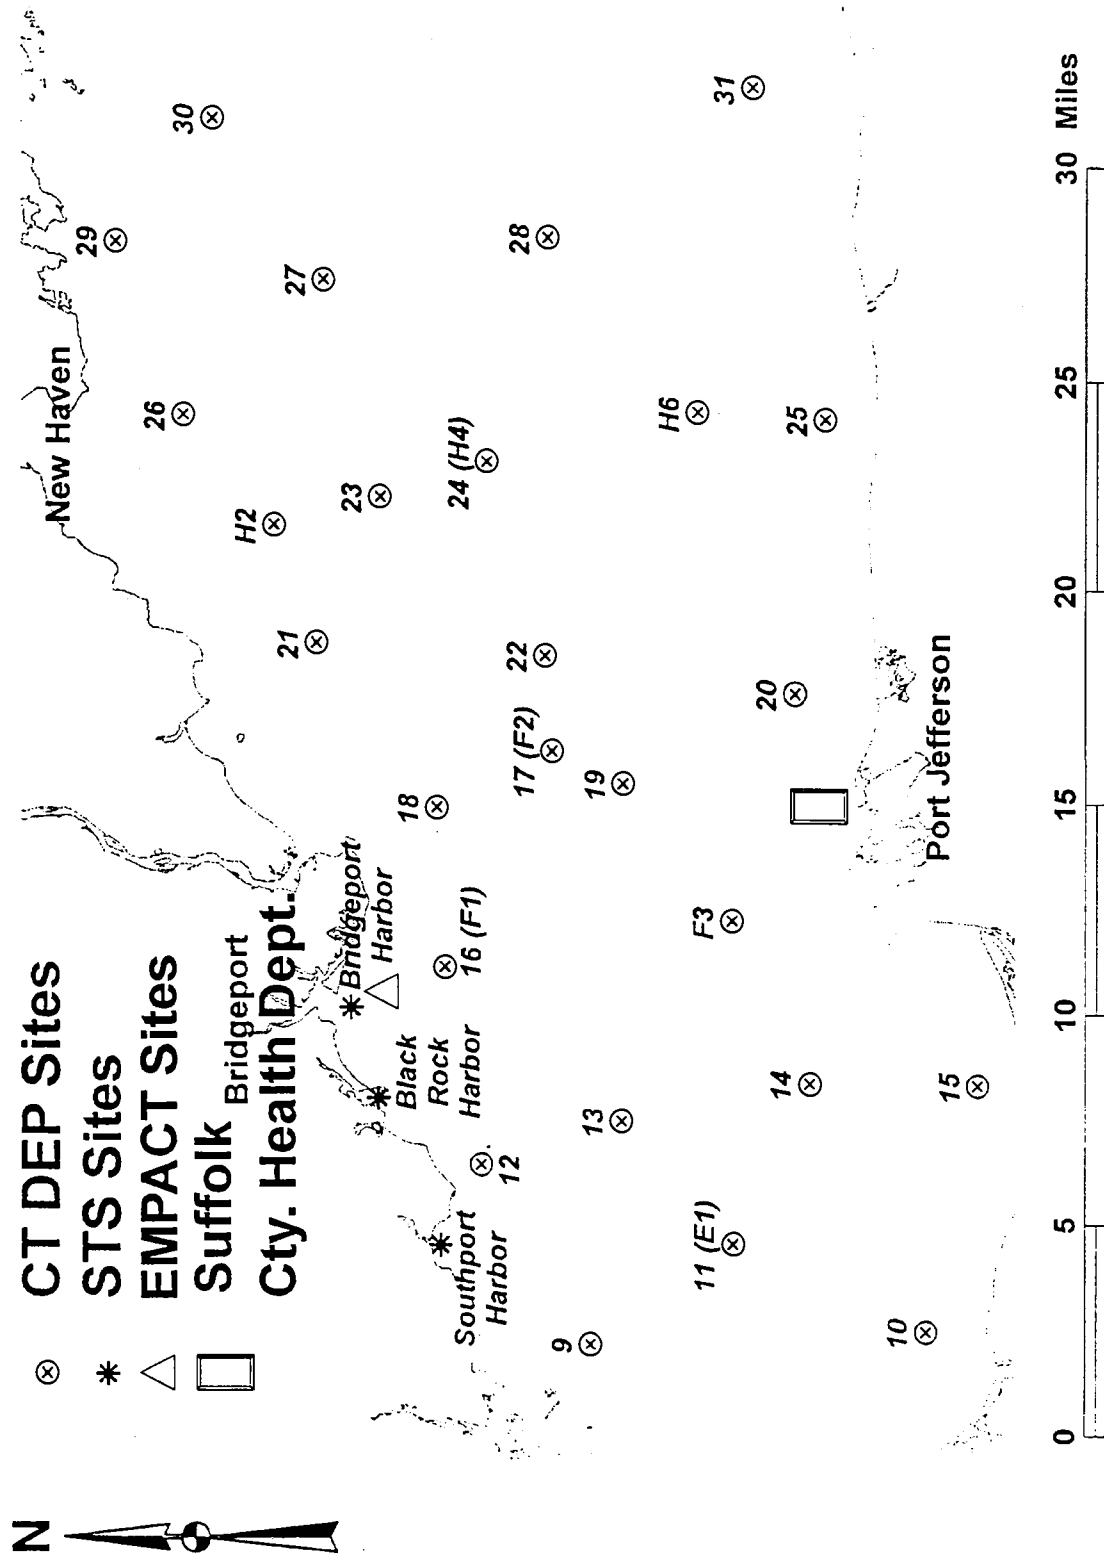 N
CT DEP Sites
STS Sites
EMPACT Sites
Suffolk
Cty. Health Dept.
Bridgeport
New Haven
29
30
26
27
H2
21
23
24 (H4)
28
18
22
17 (F2)
19
Bridgeport
Harbor
16 (F1)
Black
Rock
Harbor
12
Southport
Harbor
9
13
11 (E1)
F3
H6
31
25
20
14
15
10
Port Jefferson
0
5
10
15
20
25
30 Miles